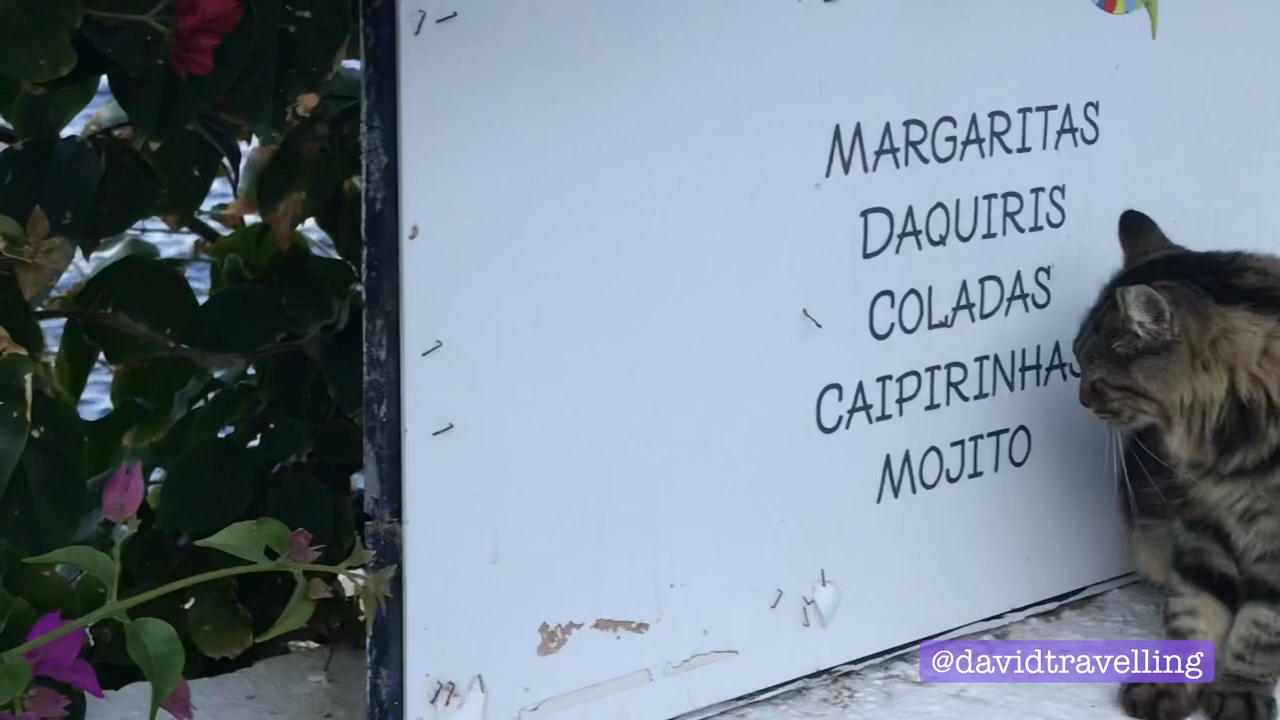 MARGARITAS
DAQUIRIS
COLADAS
CAIPIRINHAS
MOJITO
@davidtravelling